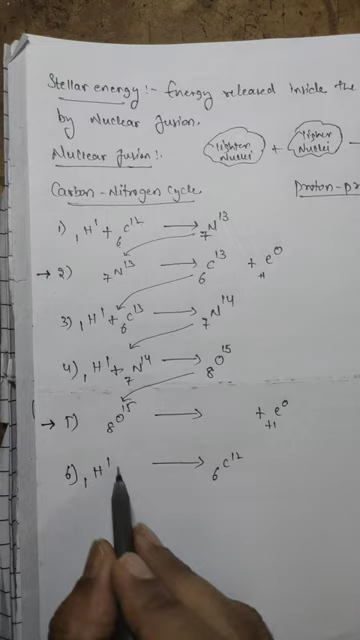 Stellar energy :- Energy released inside the
by Nuclear fusion.
Nuclear fusion :-
Lighter Nuclei + Lighter Nuclei
Carbon - Nitrogen cycle
Proton - pr
1) ₁H¹ + ₆C¹² ⟶ ₇N¹³
→ 2) ₇N¹³ ⟶ ₆C¹³ + ₊₁e⁰
3) ₁H¹ + ₆C¹³ ⟶ ₇N¹⁴
4) ₁H¹ + ₇N¹⁴ ⟶ ₈O¹⁵
→ 5) ₈O¹⁵ ⟶ + ₊₁e⁰
6) ₁H¹ ⟶ ₆C¹²